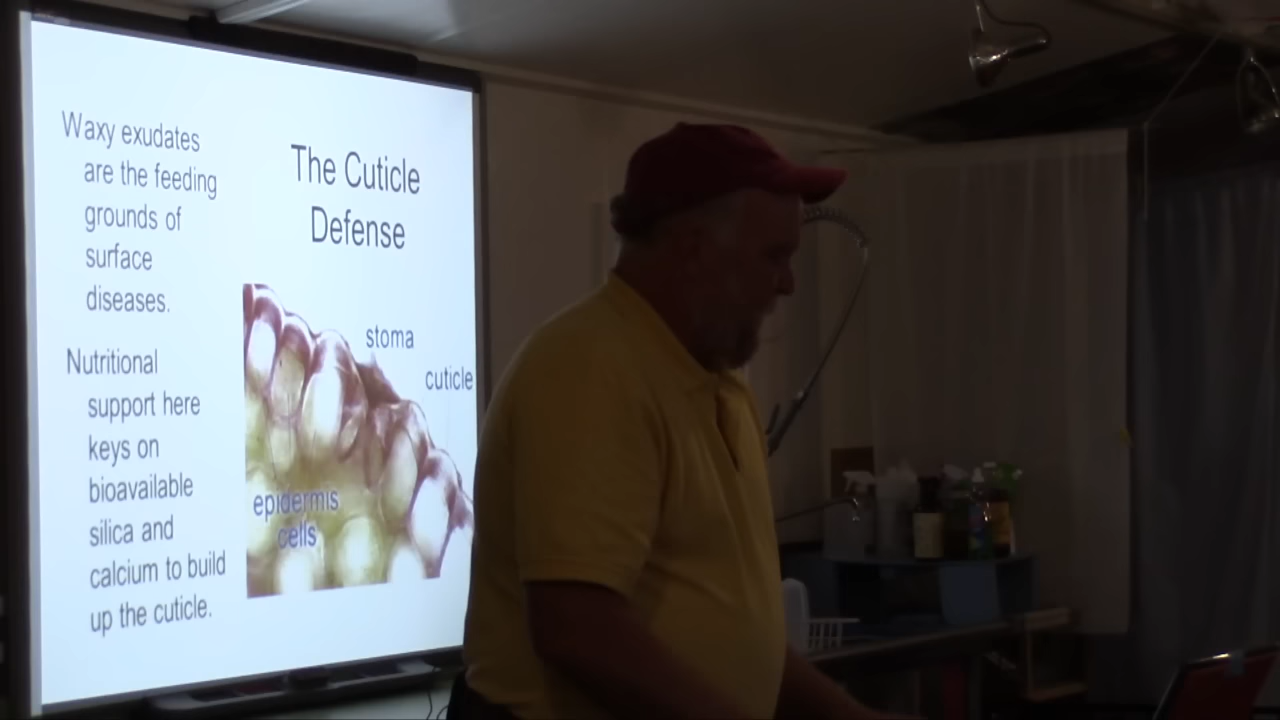 The Cuticle
Defense
Waxy exudates
are the feeding
grounds of
surface
diseases.
Nutritional
support here
keys on
bioavailable
silica and
calcium to build
up the cuticle.
stoma
cuticle
epidermis
cells